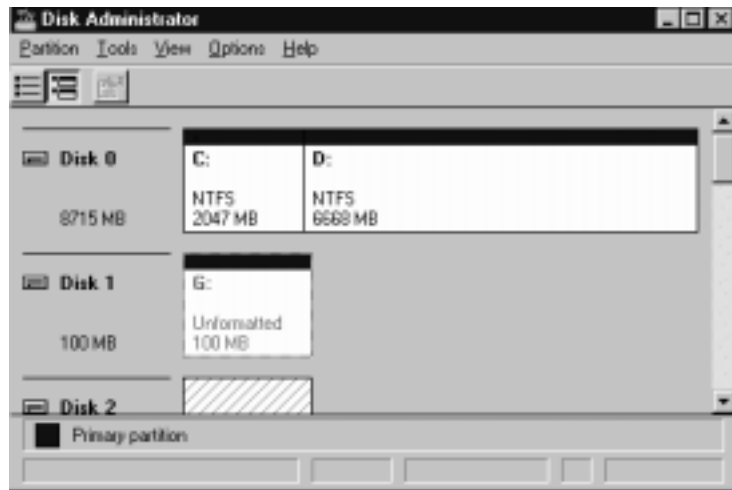 Disk Administrator
Partition Tools View Options Help
Disk 0
8715 MB
C:
NTFS
2047 MB
D:
NTFS
6668 MB
Disk 1
100 MB
G:
Unformatted
100 MB
Disk 2
Primary partition